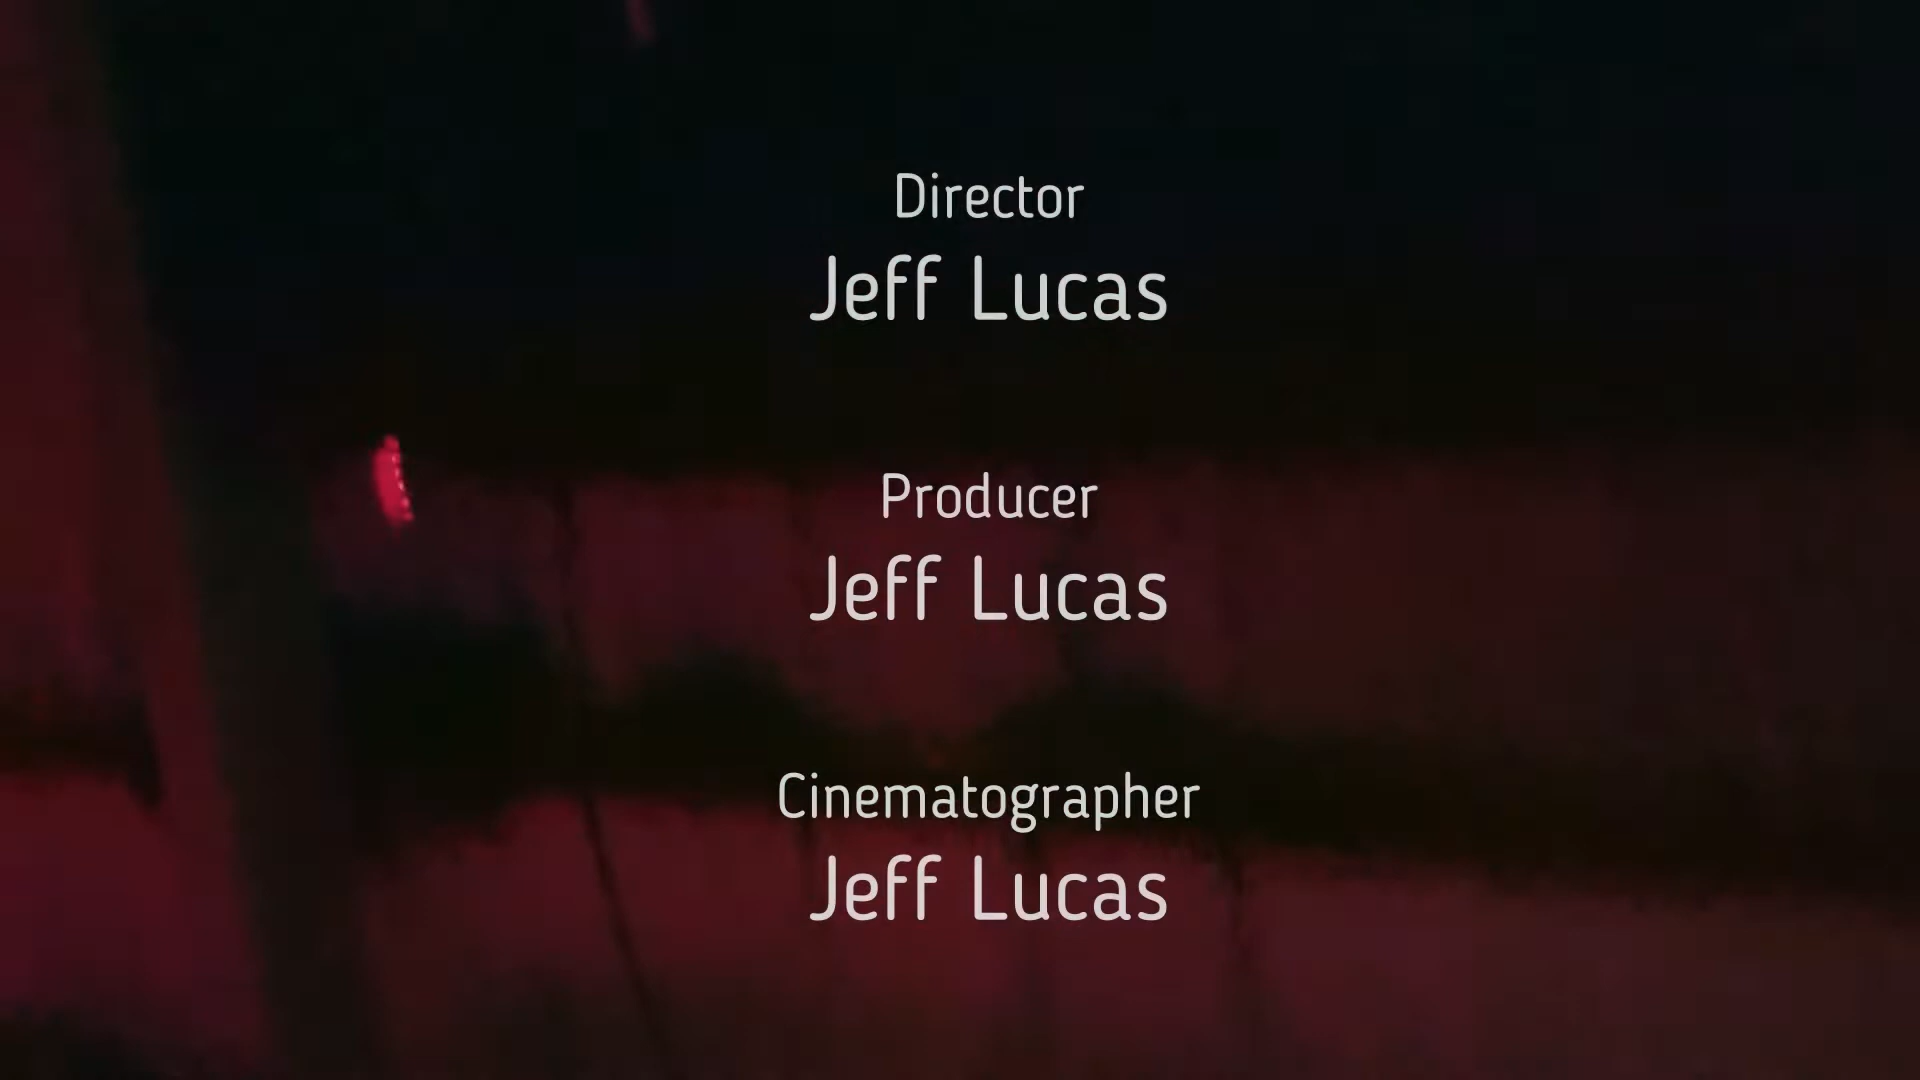 Director
Jeff Lucas
Producer
Jeff Lucas
Cinematographer
Jeff Lucas